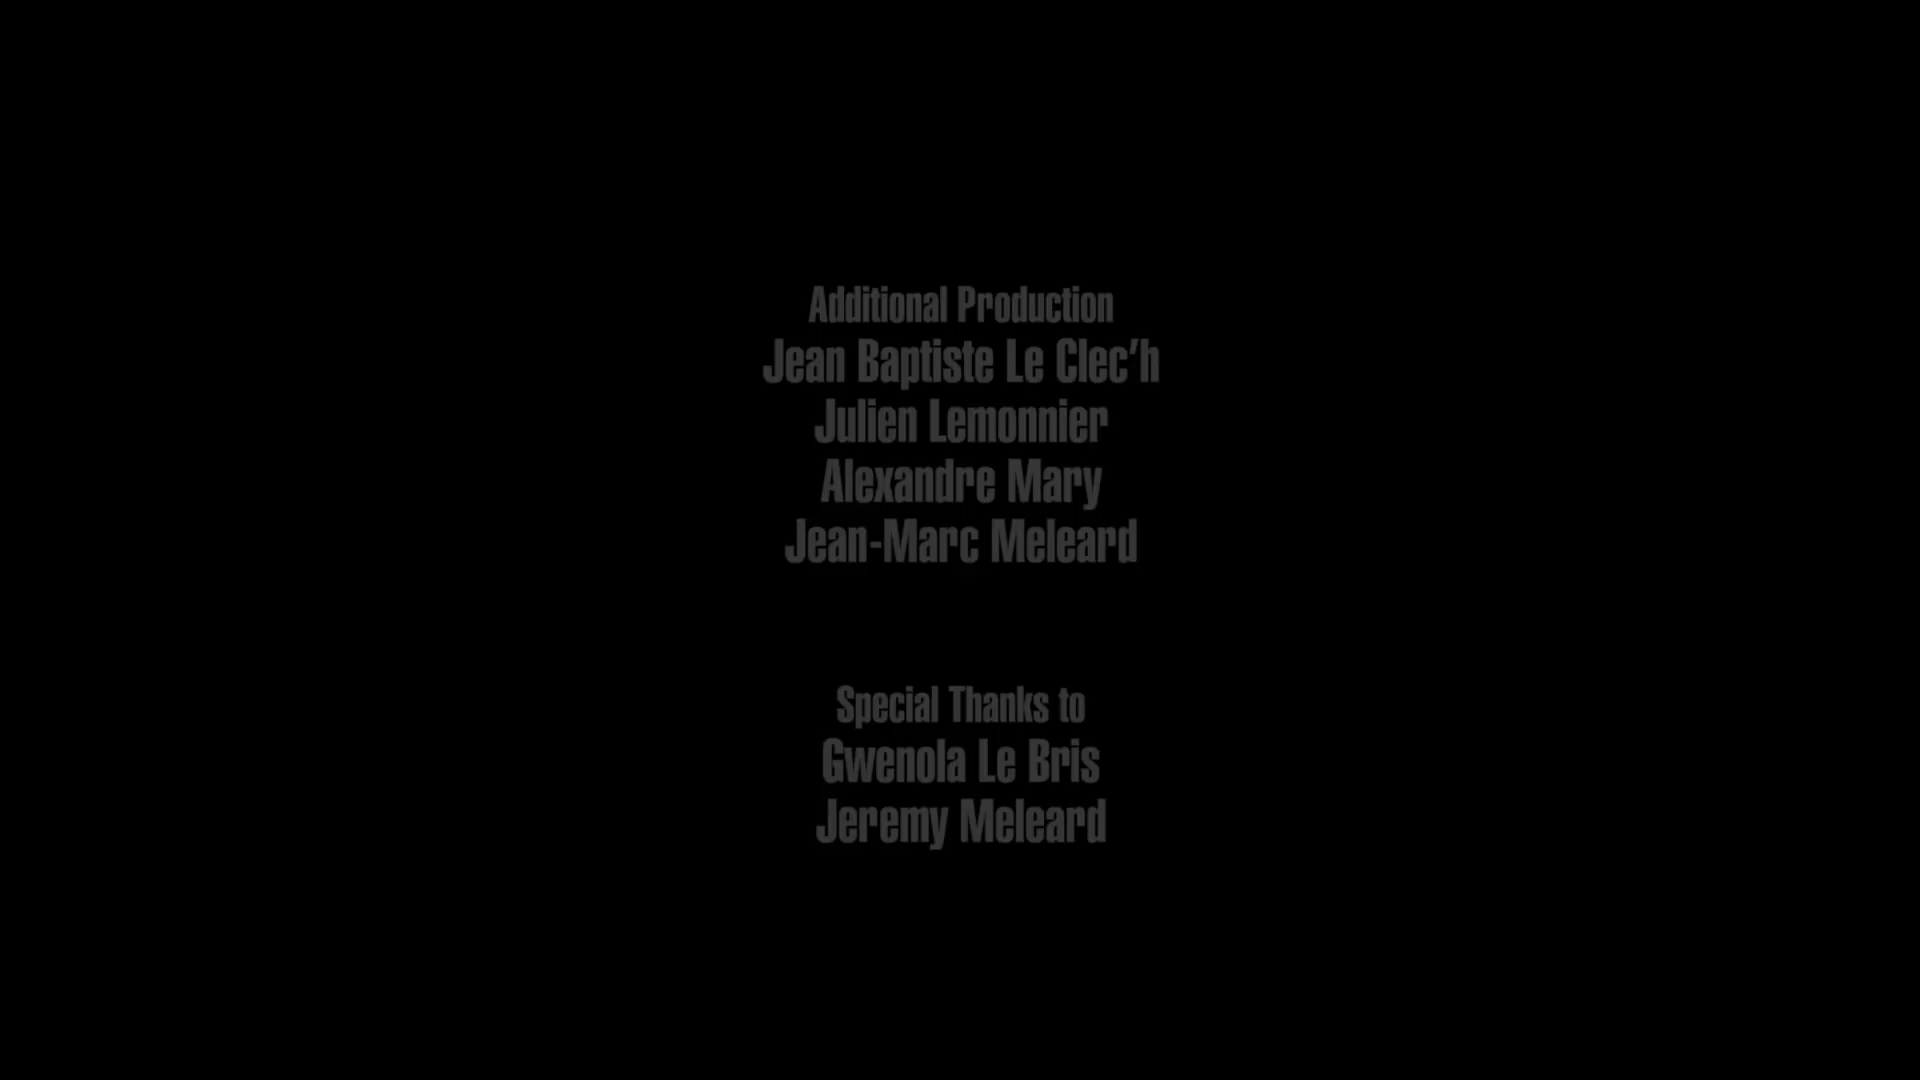 Additional Production
Jean Baptiste Le Clec’h
Julien Lemonnier
Alexandre Mary
Jean-Marc Meleard
Special Thanks to
Gwenola Le Bris
Jeremy Meleard